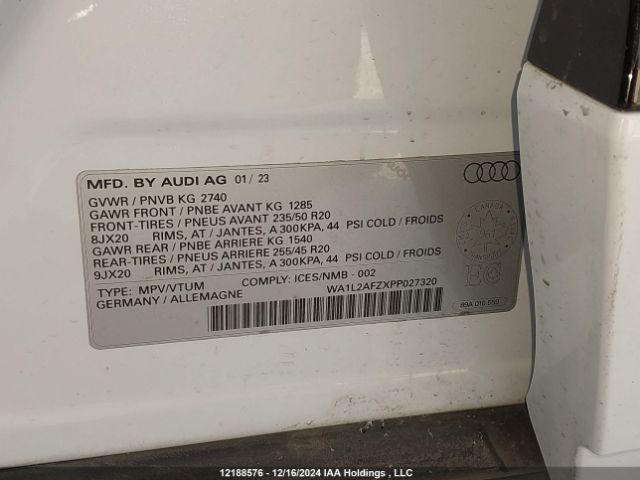 MFD. BY AUDI AG 01 / 23
GVWR / PNVB KG 2740
GAWR FRONT / PNBE AVANT KG 1285
FRONT-TIRES / PNEUS AVANT 235/50 R20
8JX20 RIMS, AT / JANTES, A 300KPA, 44 PSI COLD / FROIDS
GAWR REAR / PNBE ARRIERE KG 1540
REAR-TIRES / PNEUS ARRIERE 255/45 R20
9JX20 RIMS, AT / JANTES, A 300KPA, 44 PSI COLD / FROIDS
TYPE: MPV/VTUM COMPLY: ICES/NMB - 002
GERMANY / ALLEMAGNE WA1L2AFZXPP027320
CANADA
TRANSPORT
89A 010 559
12188576 - 12/16/2024 IAA Holdings , LLC